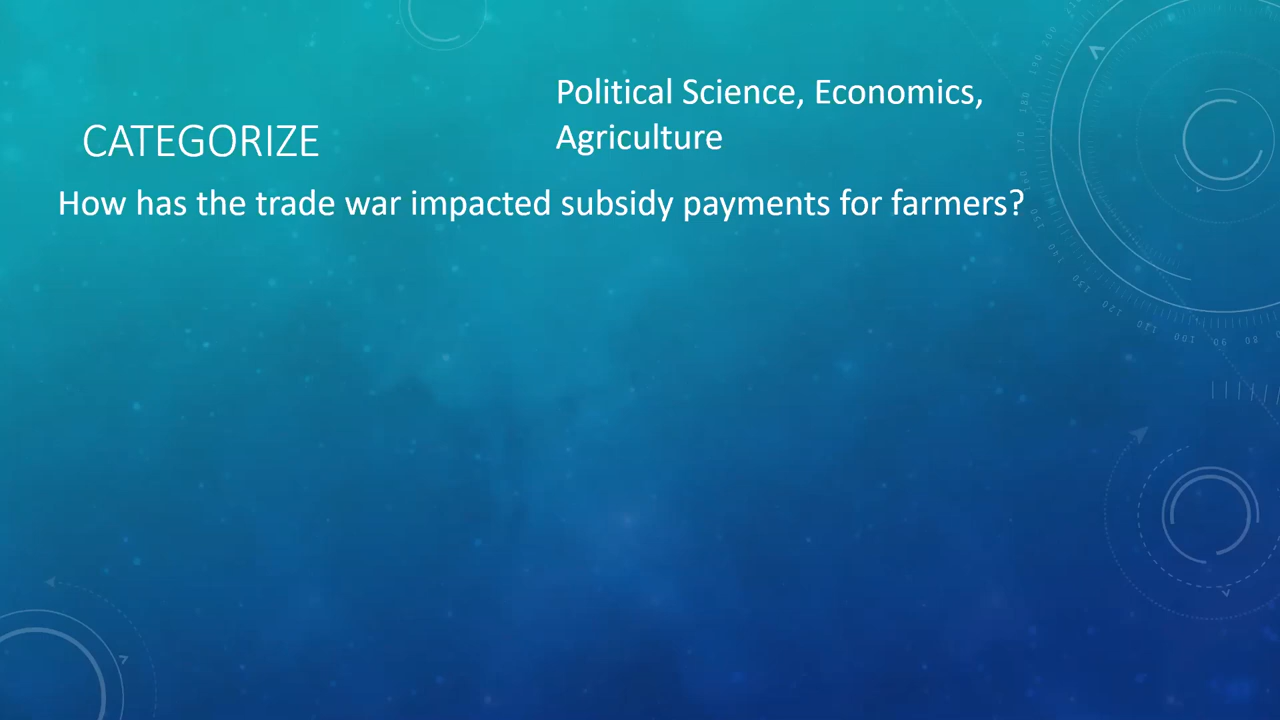 Political Science, Economics,
Agriculture
CATEGORIZE
How has the trade war impacted subsidy payments for farmers?